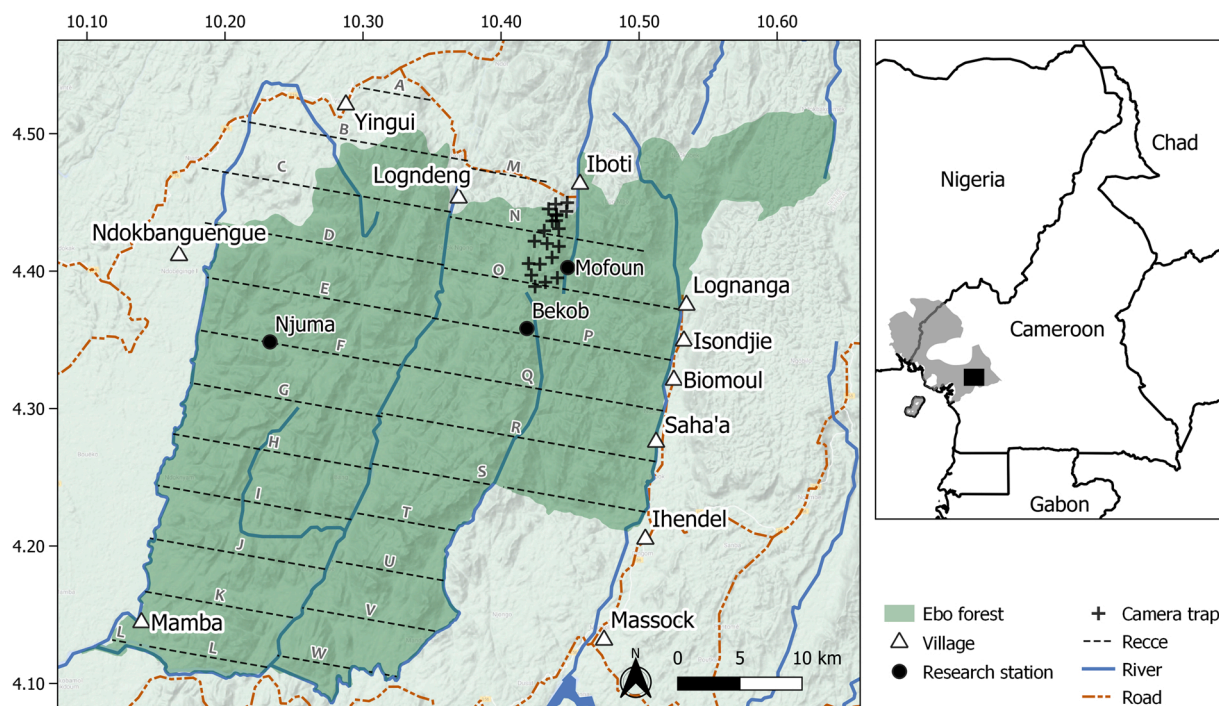 10.10 10.20 10.30 10.40 10.50 10.60
4.50
4.40
4.30
4.20
4.10
A
Yingui
B
C
M
Iboti
Logndeng
N
Ndokbanguengue
D
O
Mofoun
E
Lognanga
Bekob
P
Njuma
F
Isondjie
Q
Biomoul
G
R
Saha'a
H
S
I
T
Ihendel
J
U
K
V
Mamba
Massock
L
L
W
N
0 5 10 km
Chad
Nigeria
Cameroon
Gabon
Ebo forest
Village
Research station
Camera trap
Recce
River
Road